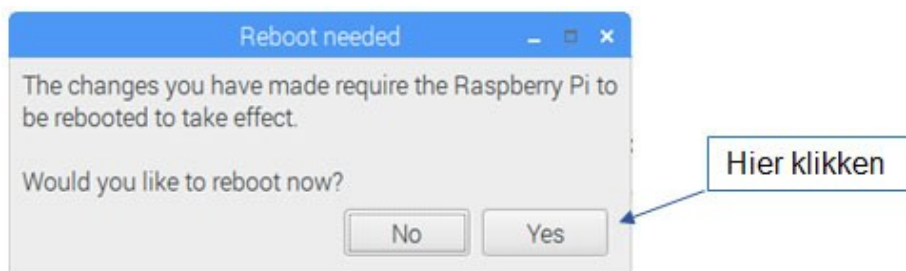 Reboot needed
The changes you have made require the Raspberry Pi to
be rebooted to take effect.
Would you like to reboot now?
No Yes
Hier klikken